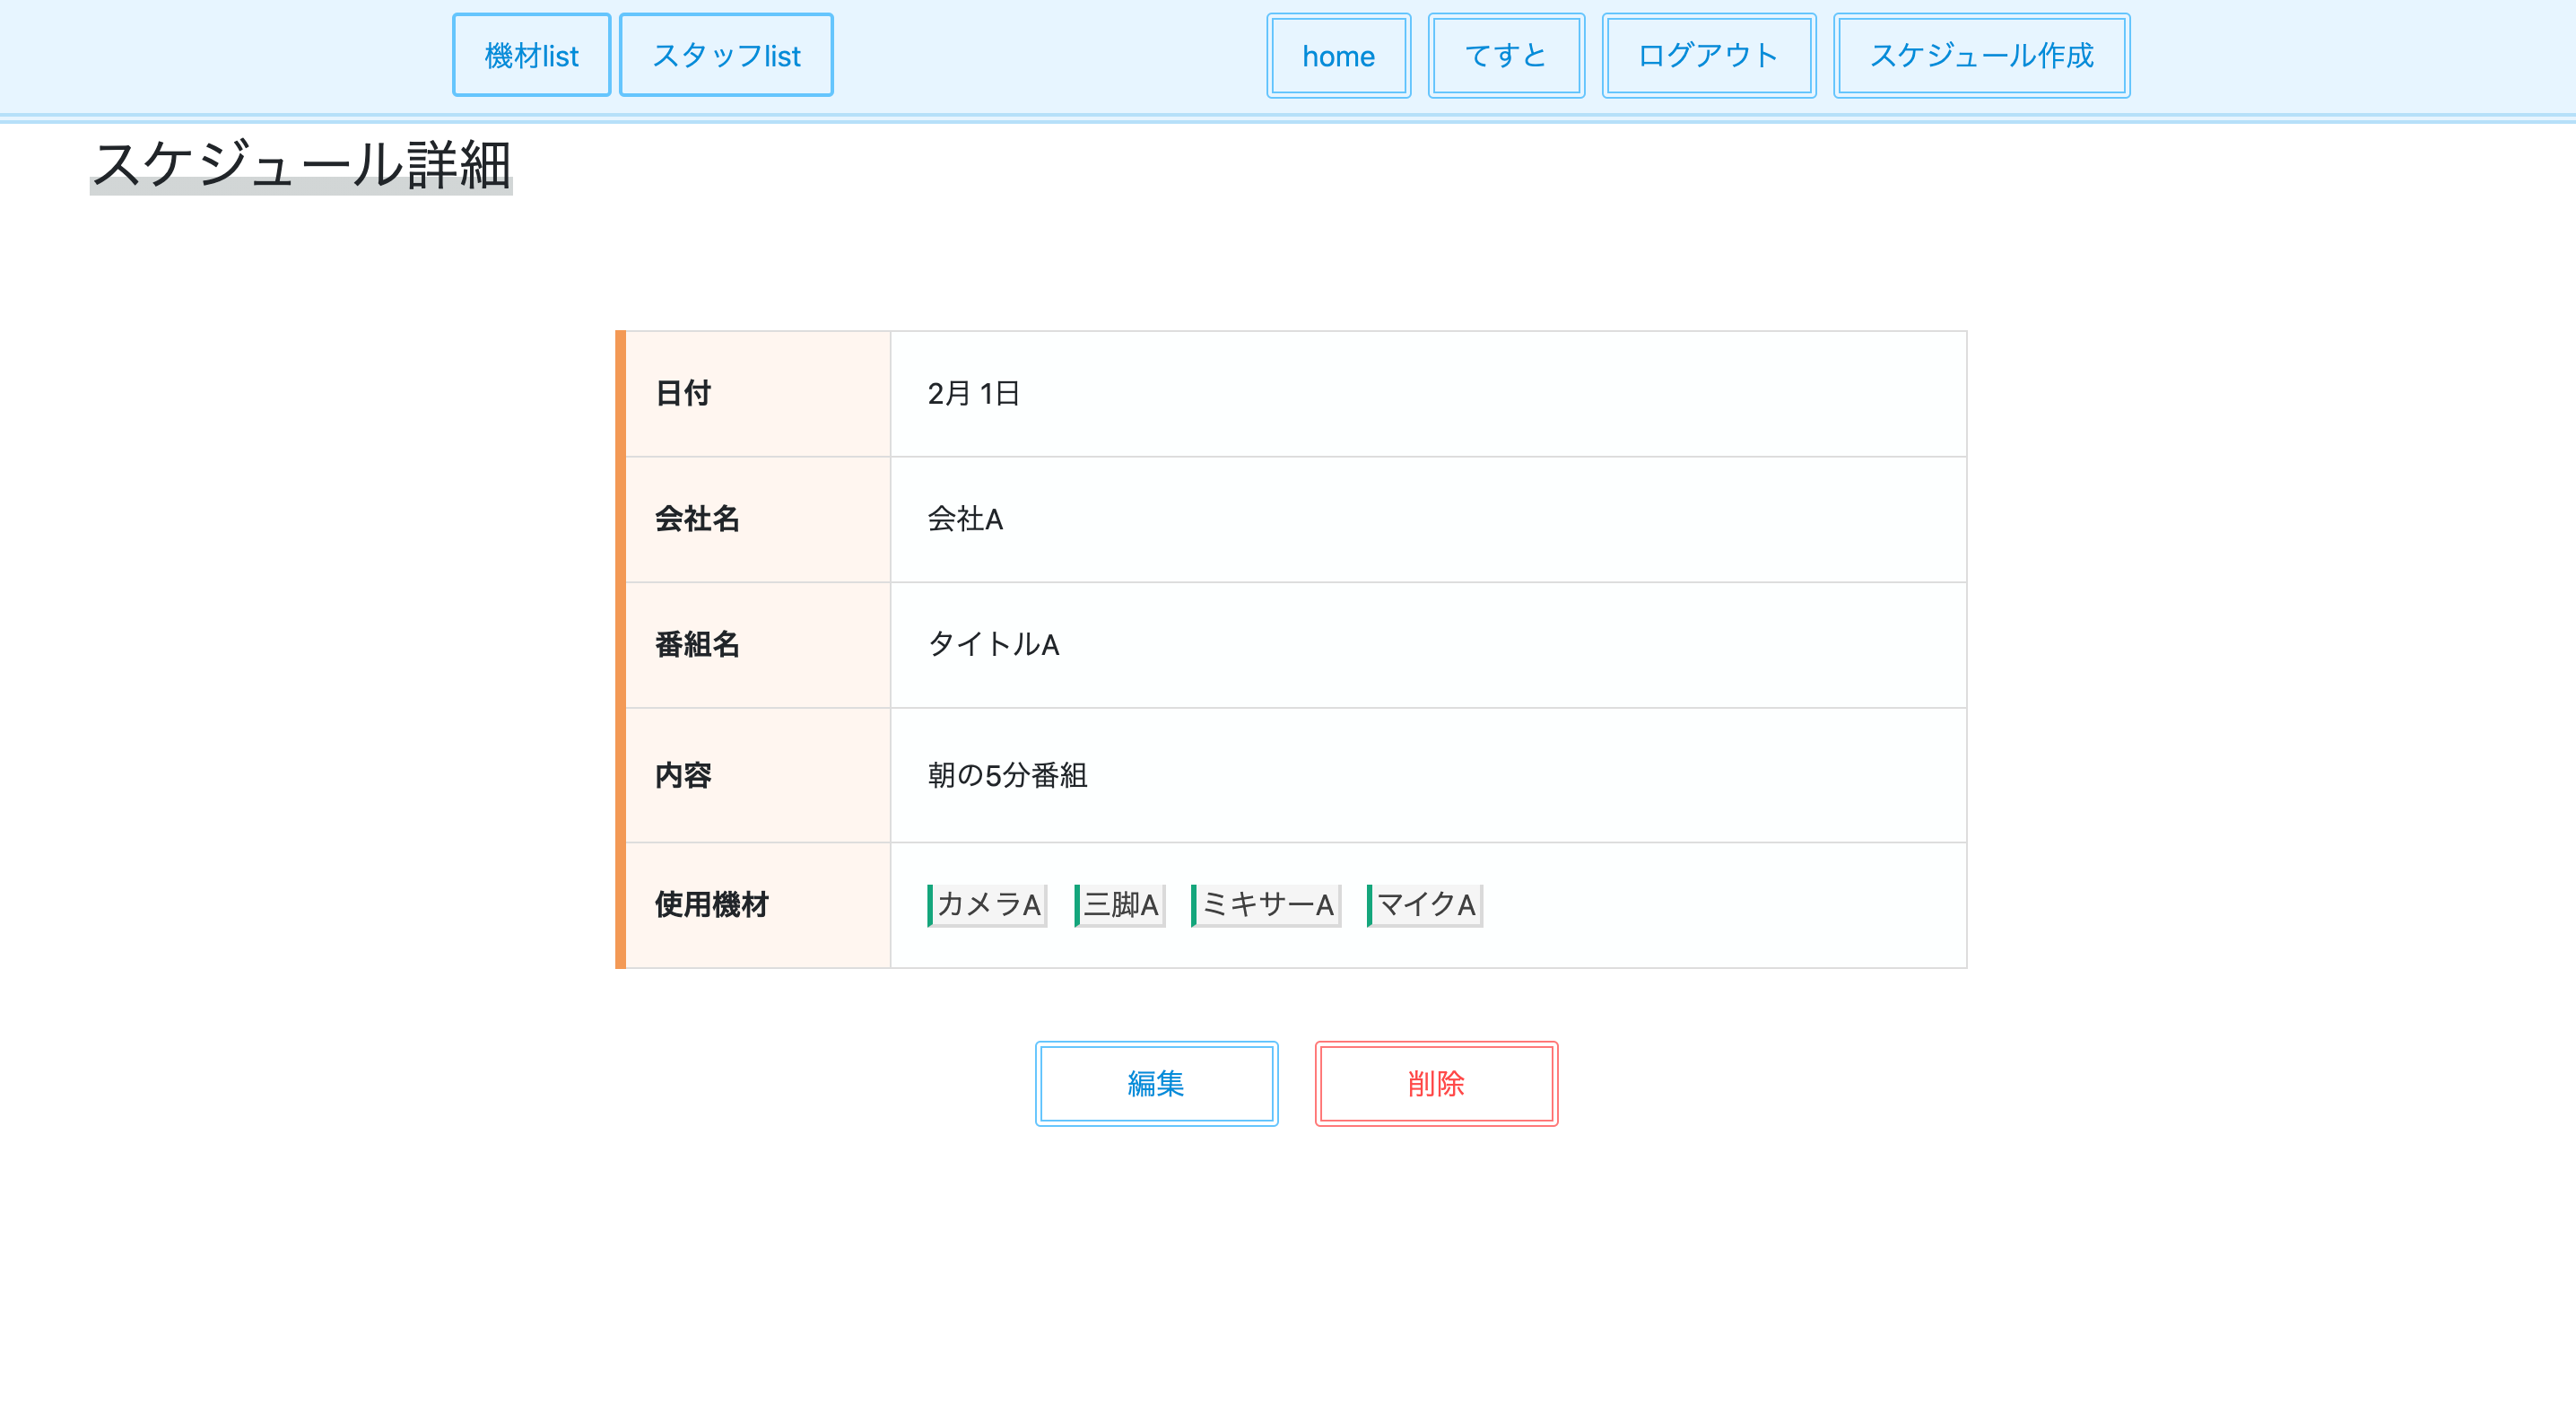 機材list スタッフlist home てすと ログアウト スケジュール作成
スケジュール詳細
日付 2月 1日
会社名 会社A
番組名 タイトルA
内容 朝の5分番組
使用機材 カメラA 三脚A ミキサーA マイクA
編集 削除